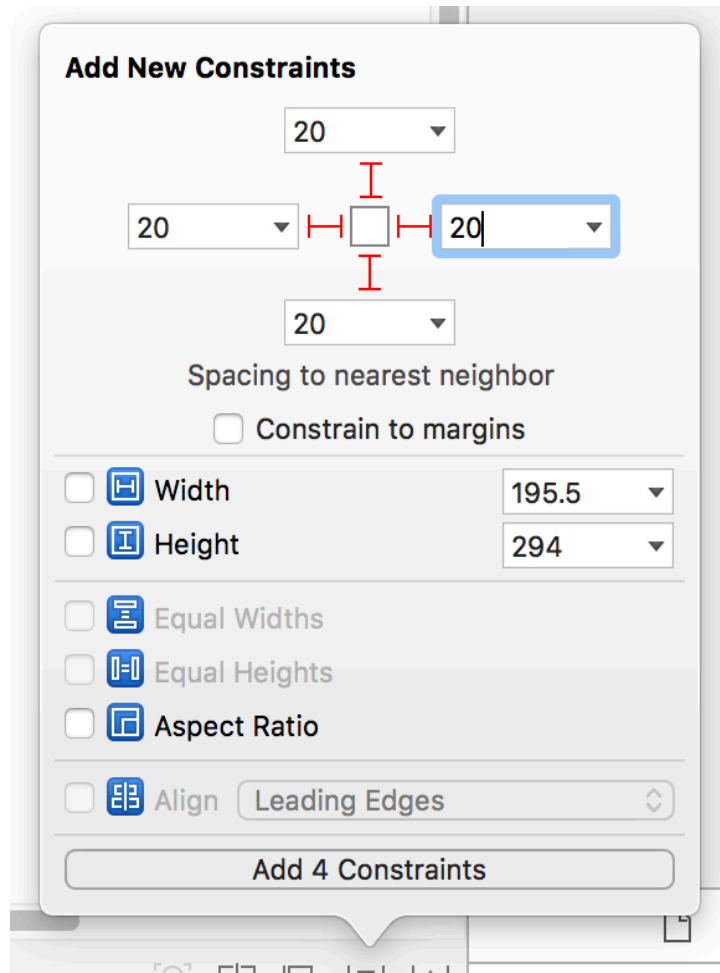 Add New Constraints
20
20 20
20
Spacing to nearest neighbor
Constrain to margins
Width 195.5
Height 294
Equal Widths
Equal Heights
Aspect Ratio
Align Leading Edges
Add 4 Constraints